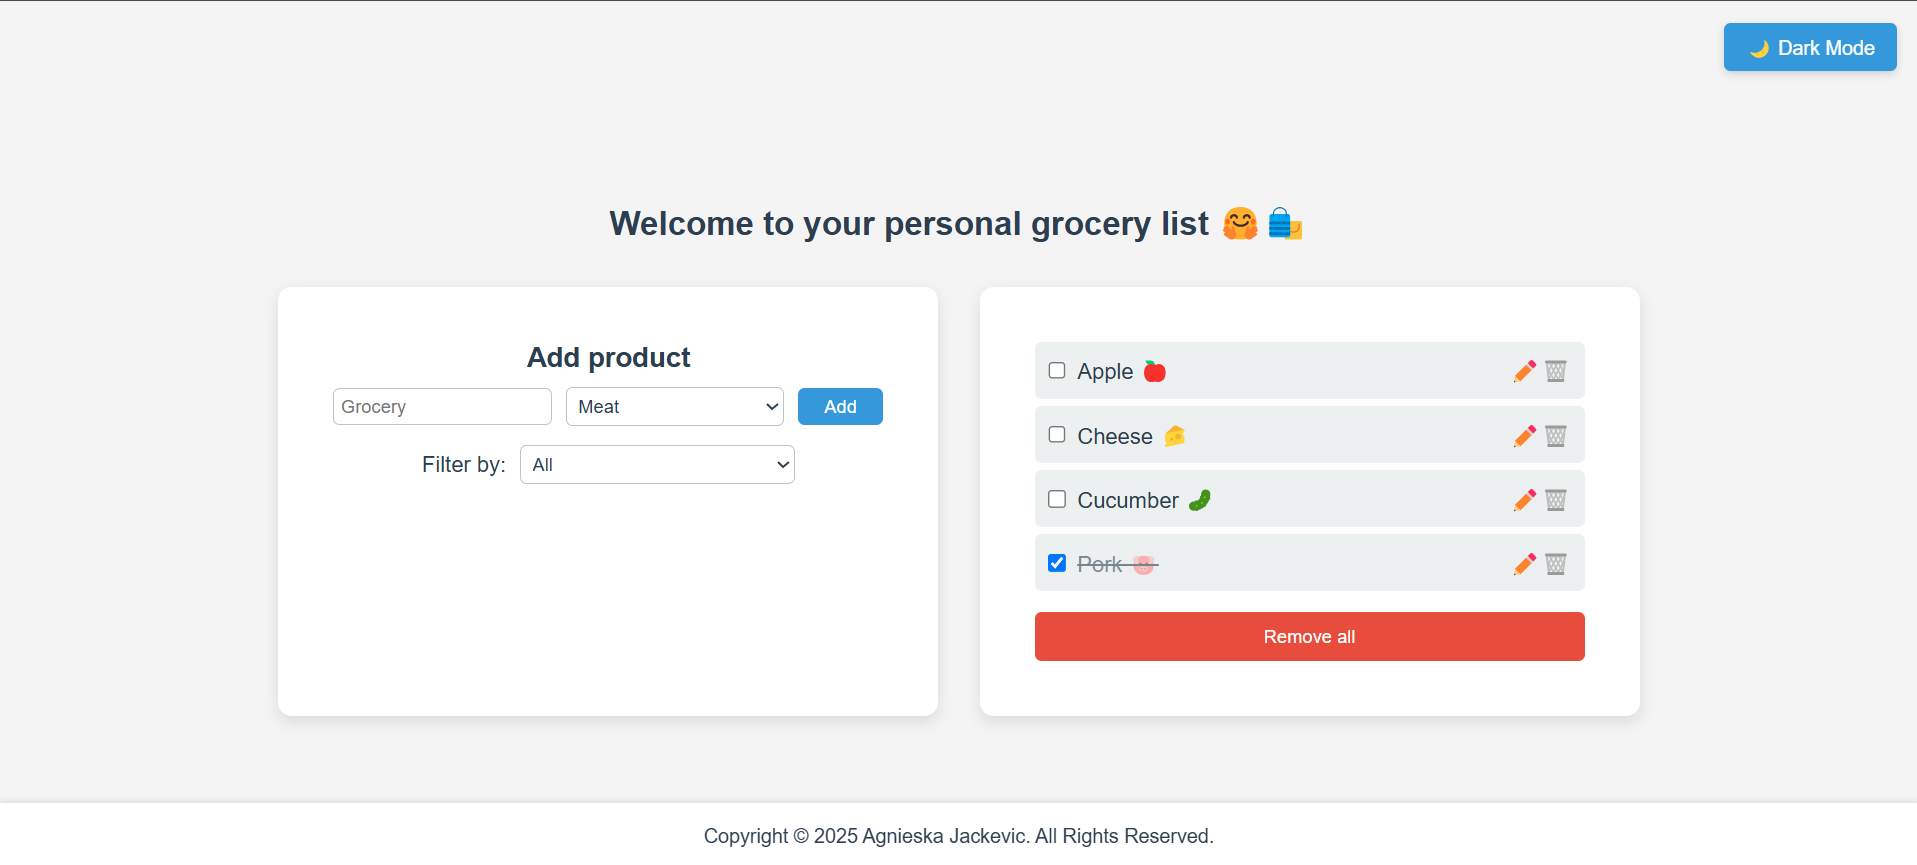 🌙 Dark Mode
Welcome to your personal grocery list 🤗 🛍️
Add product
Grocery
Meat
Add
Filter by:
All
Apple 🍎
Cheese 🧀
Cucumber 🥒
Pork 🐷
Remove all
Copyright © 2025 Agnieska Jackevic. All Rights Reserved.